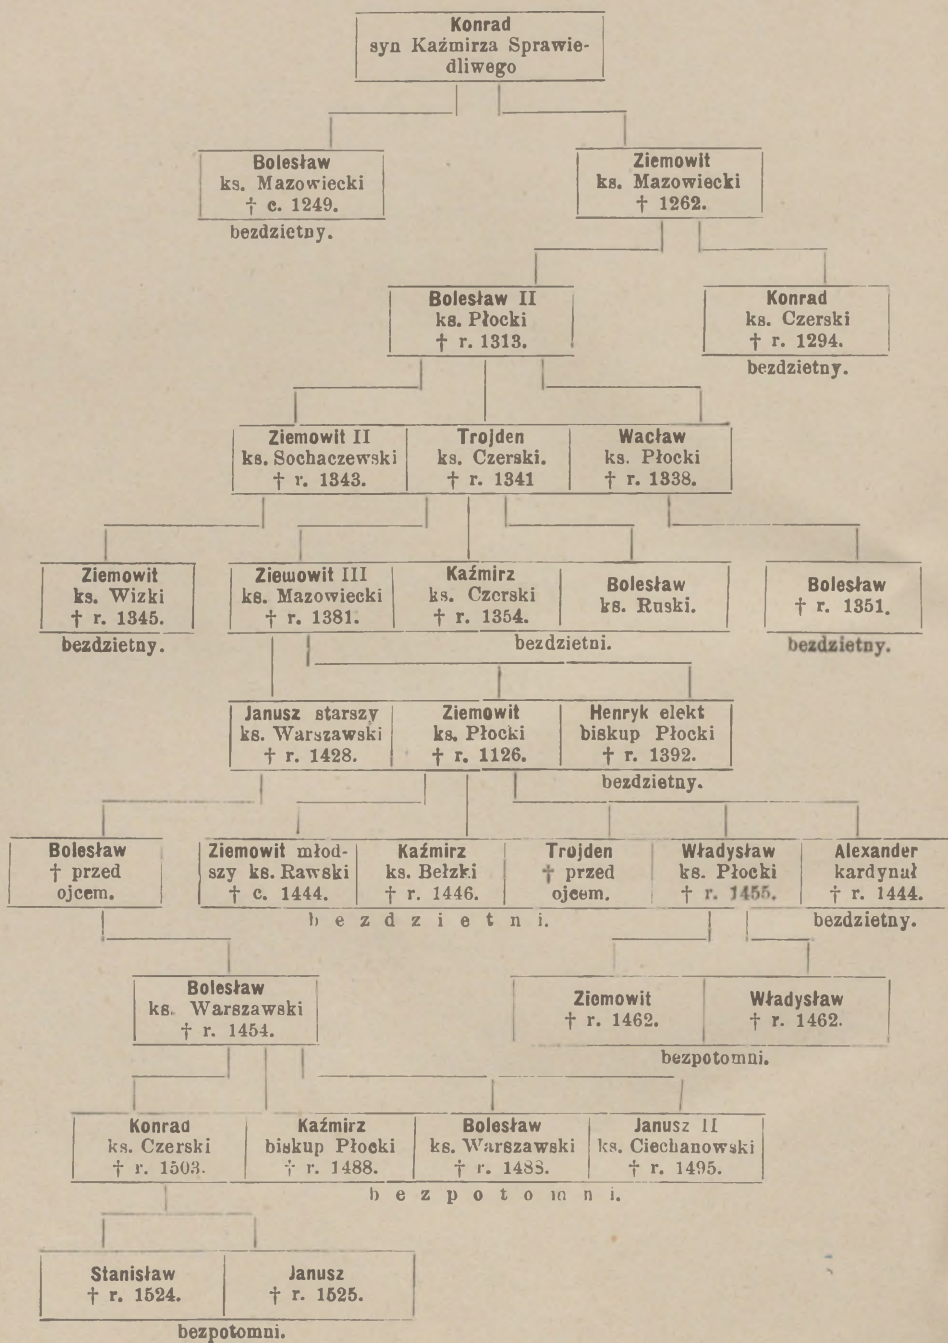 Konrad
syn Kaźmirza Sprawie-
dliwego
Bolesław
ks. Mazowiecki
† c. 1249.
bezdzietny.
Ziemowit
ks. Mazowiecki
† 1262.
Bolesław II
ks. Płocki
† r. 1313.
Konrad
ks. Czerski
† r. 1294.
bezdzietny.
Ziemowit II
ks. Sochaczewski
† r. 1343.
Trojden
ks. Czerski.
† r. 1341
Wacław
ks. Płocki
† r. 1338.
Ziemowit
ks. Wizki
† r. 1345.
bezdzietny.
Ziemowit III
ks. Mazowiecki
† r. 1381.
Kaźmirz
ks. Czerski
† r. 1354.
Bolesław
ks. Ruski.
bezdzietni.
Bolesław
† r. 1351.
bezdzietny.
Janusz starszy
ks. Warszawski
† r. 1428.
Ziemowit
ks. Płocki
† r. 1126.
Henryk elekt
biskup Płocki
† r. 1392.
bezdzietny.
Bolesław
† przed
ojcem.
Ziemowit młod-
szy ks. Rawski
† c. 1444.
Kaźmirz
ks. Bełzki
† r. 1446.
Trojden
† przed
ojcem.
Władysław
ks. Płocki
† r. 1455.
Alexander
kardynał
† r. 1444.
b e z d z i e t n i.
bezdzietny.
Bolesław
ks. Warszawski
† r. 1454.
Ziemowit
† r. 1462.
Władysław
† r. 1462.
bezpotomni.
Konrad
ks. Czerski
† r. 1503.
Kaźmirz
biskup Płocki
† r. 1488.
Bolesław
ks. Warszawski
† r. 1488.
Janusz II
ks. Ciechanowski
† r. 1495.
b e z p o t o m n i.
Stanisław
† r. 1524.
Janusz
† r. 1525.
bezpotomni.